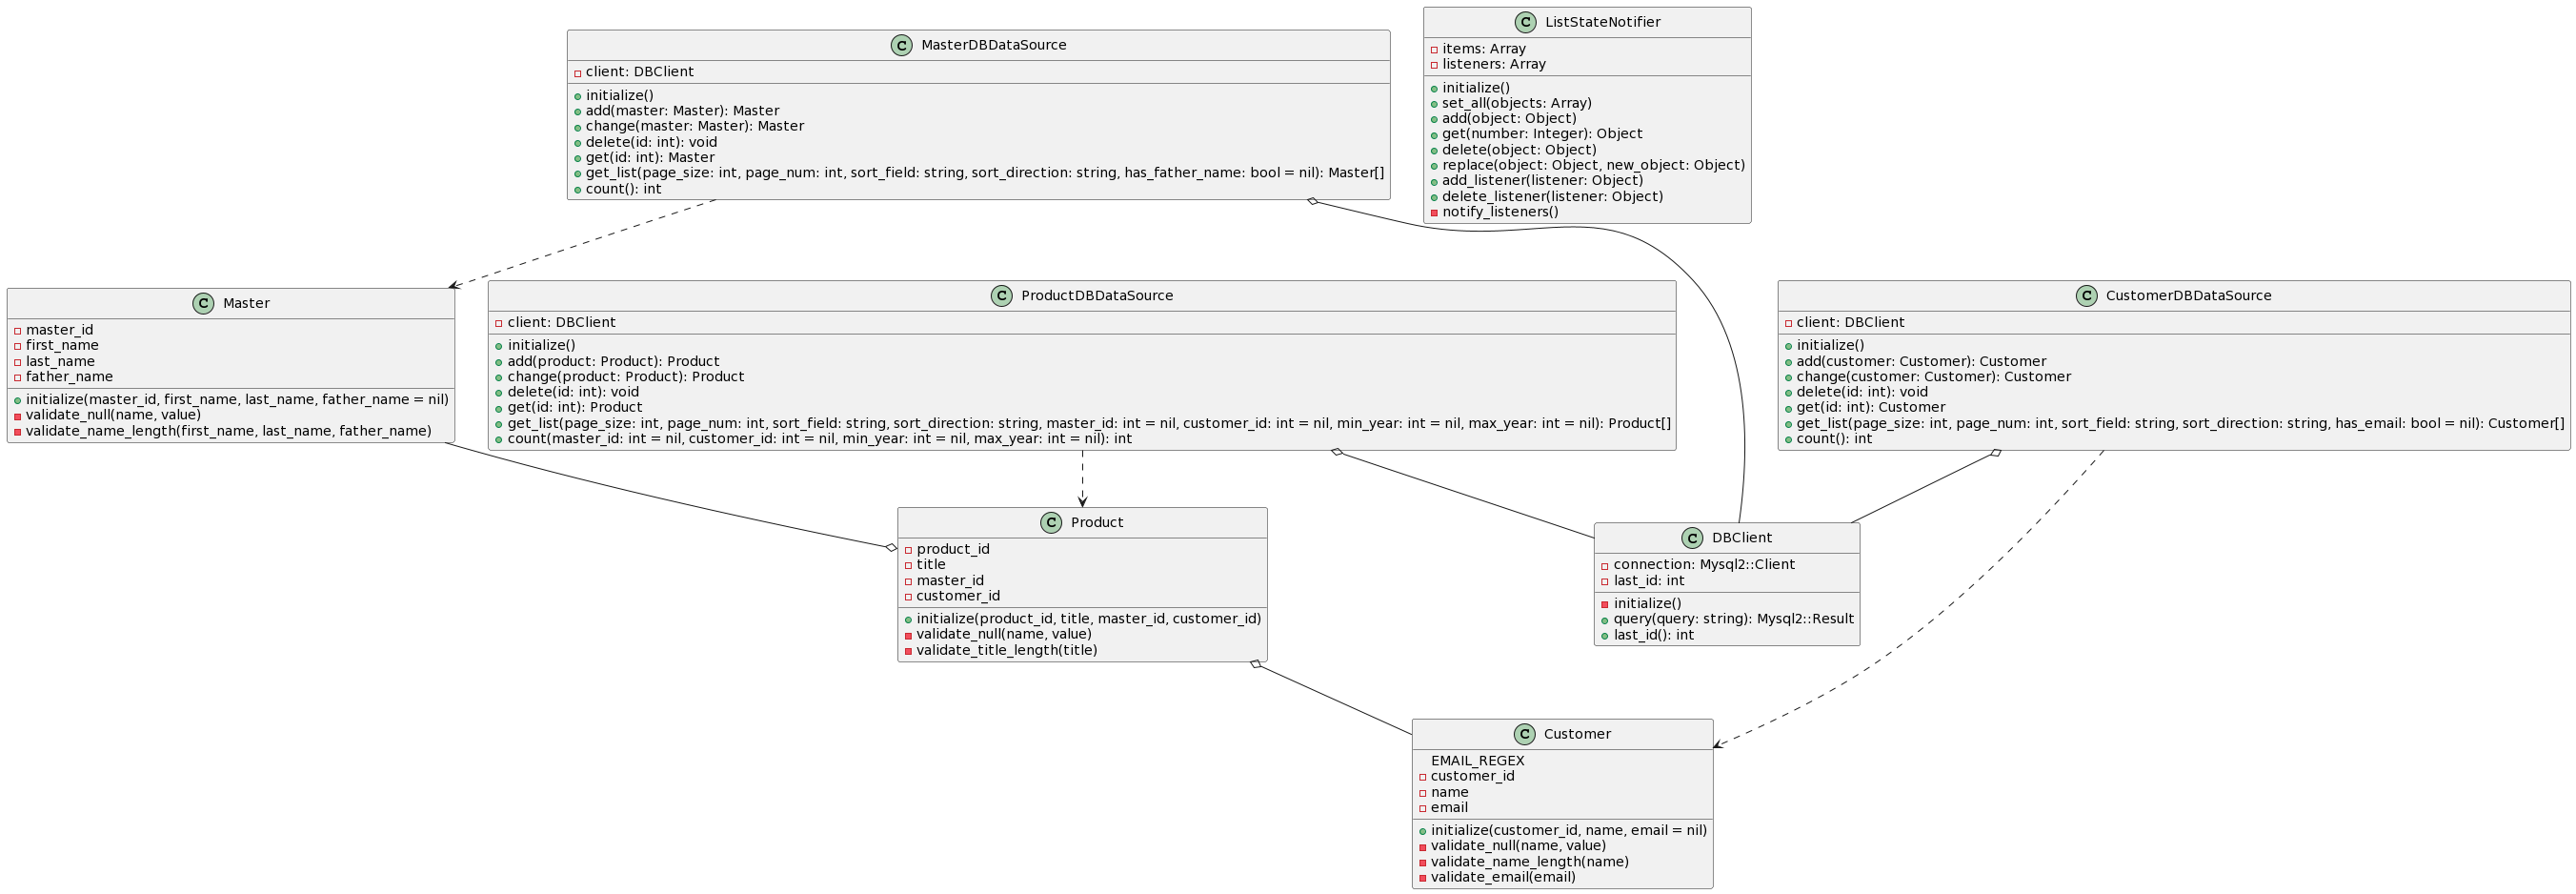 C MasterDBDataSource
client: DBClient
initialize()
add(master: Master): Master
change(master: Master): Master
delete(id: int): void
get(id: int): Master
get_list(page_size: int, page_num: int, sort_field: string, sort_direction: string, has_father_name: bool = nil): Master[]
count(): int
C ListStateNotifier
items: Array
listeners: Array
initialize()
set_all(objects: Array)
add(object: Object)
get(number: Integer): Object
delete(object: Object)
replace(object: Object, new_object: Object)
add_listener(listener: Object)
delete_listener(listener: Object)
notify_listeners()
C Master
master_id
first_name
last_name
father_name
initialize(master_id, first_name, last_name, father_name = nil)
validate_null(name, value)
validate_name_length(first_name, last_name, father_name)
C ProductDBDataSource
client: DBClient
initialize()
add(product: Product): Product
change(product: Product): Product
delete(id: int): void
get(id: int): Product
get_list(page_size: int, page_num: int, sort_field: string, sort_direction: string, master_id: int = nil, customer_id: int = nil, min_year: int = nil, max_year: int = nil): Product[]
count(master_id: int = nil, customer_id: int = nil, min_year: int = nil, max_year: int = nil): int
C CustomerDBDataSource
client: DBClient
initialize()
add(customer: Customer): Customer
change(customer: Customer): Customer
delete(id: int): void
get(id: int): Customer
get_list(page_size: int, page_num: int, sort_field: string, sort_direction: string, has_email: bool = nil): Customer[]
count(): int
C Product
product_id
title
master_id
customer_id
initialize(product_id, title, master_id, customer_id)
validate_null(name, value)
validate_title_length(title)
C DBClient
connection: Mysql2::Client
last_id: int
initialize()
query(query: string): Mysql2::Result
last_id(): int
C Customer
EMAIL_REGEX
customer_id
name
email
initialize(customer_id, name, email = nil)
validate_null(name, value)
validate_name_length(name)
validate_email(email)